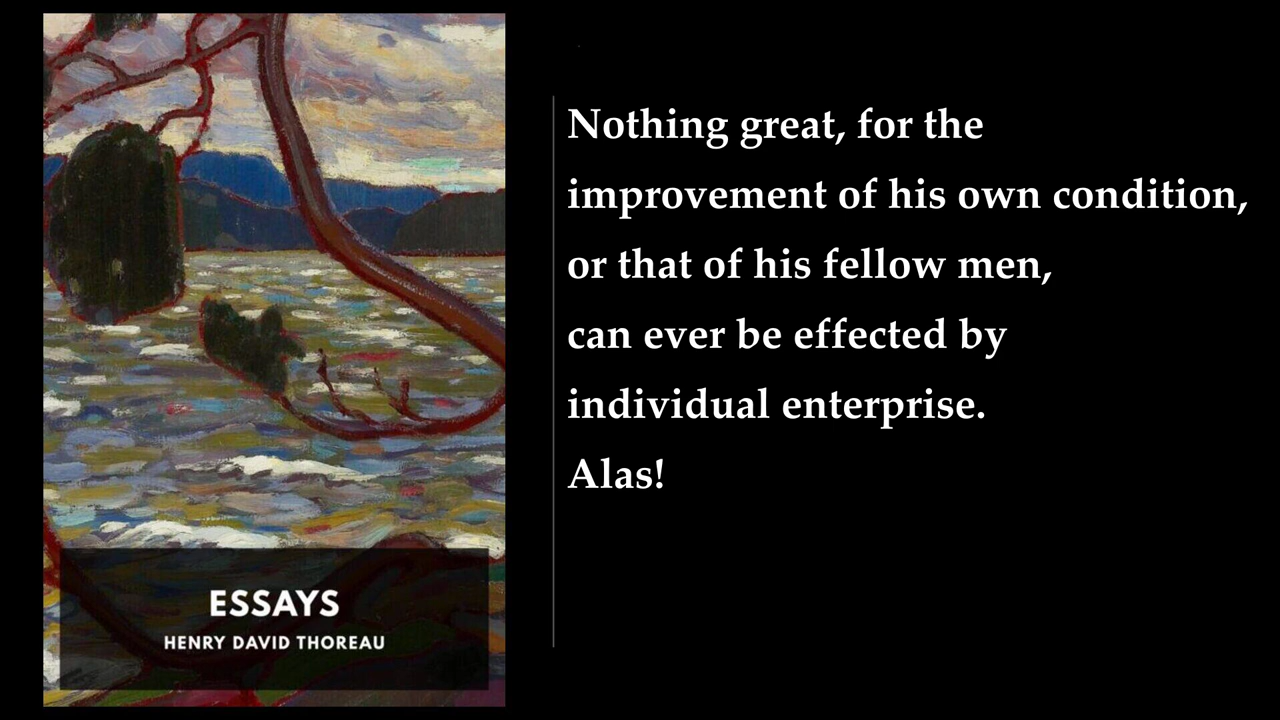 ESSAYS
HENRY DAVID THOREAU
Nothing great, for the
improvement of his own condition,
or that of his fellow men,
can ever be effected by
individual enterprise.
Alas!